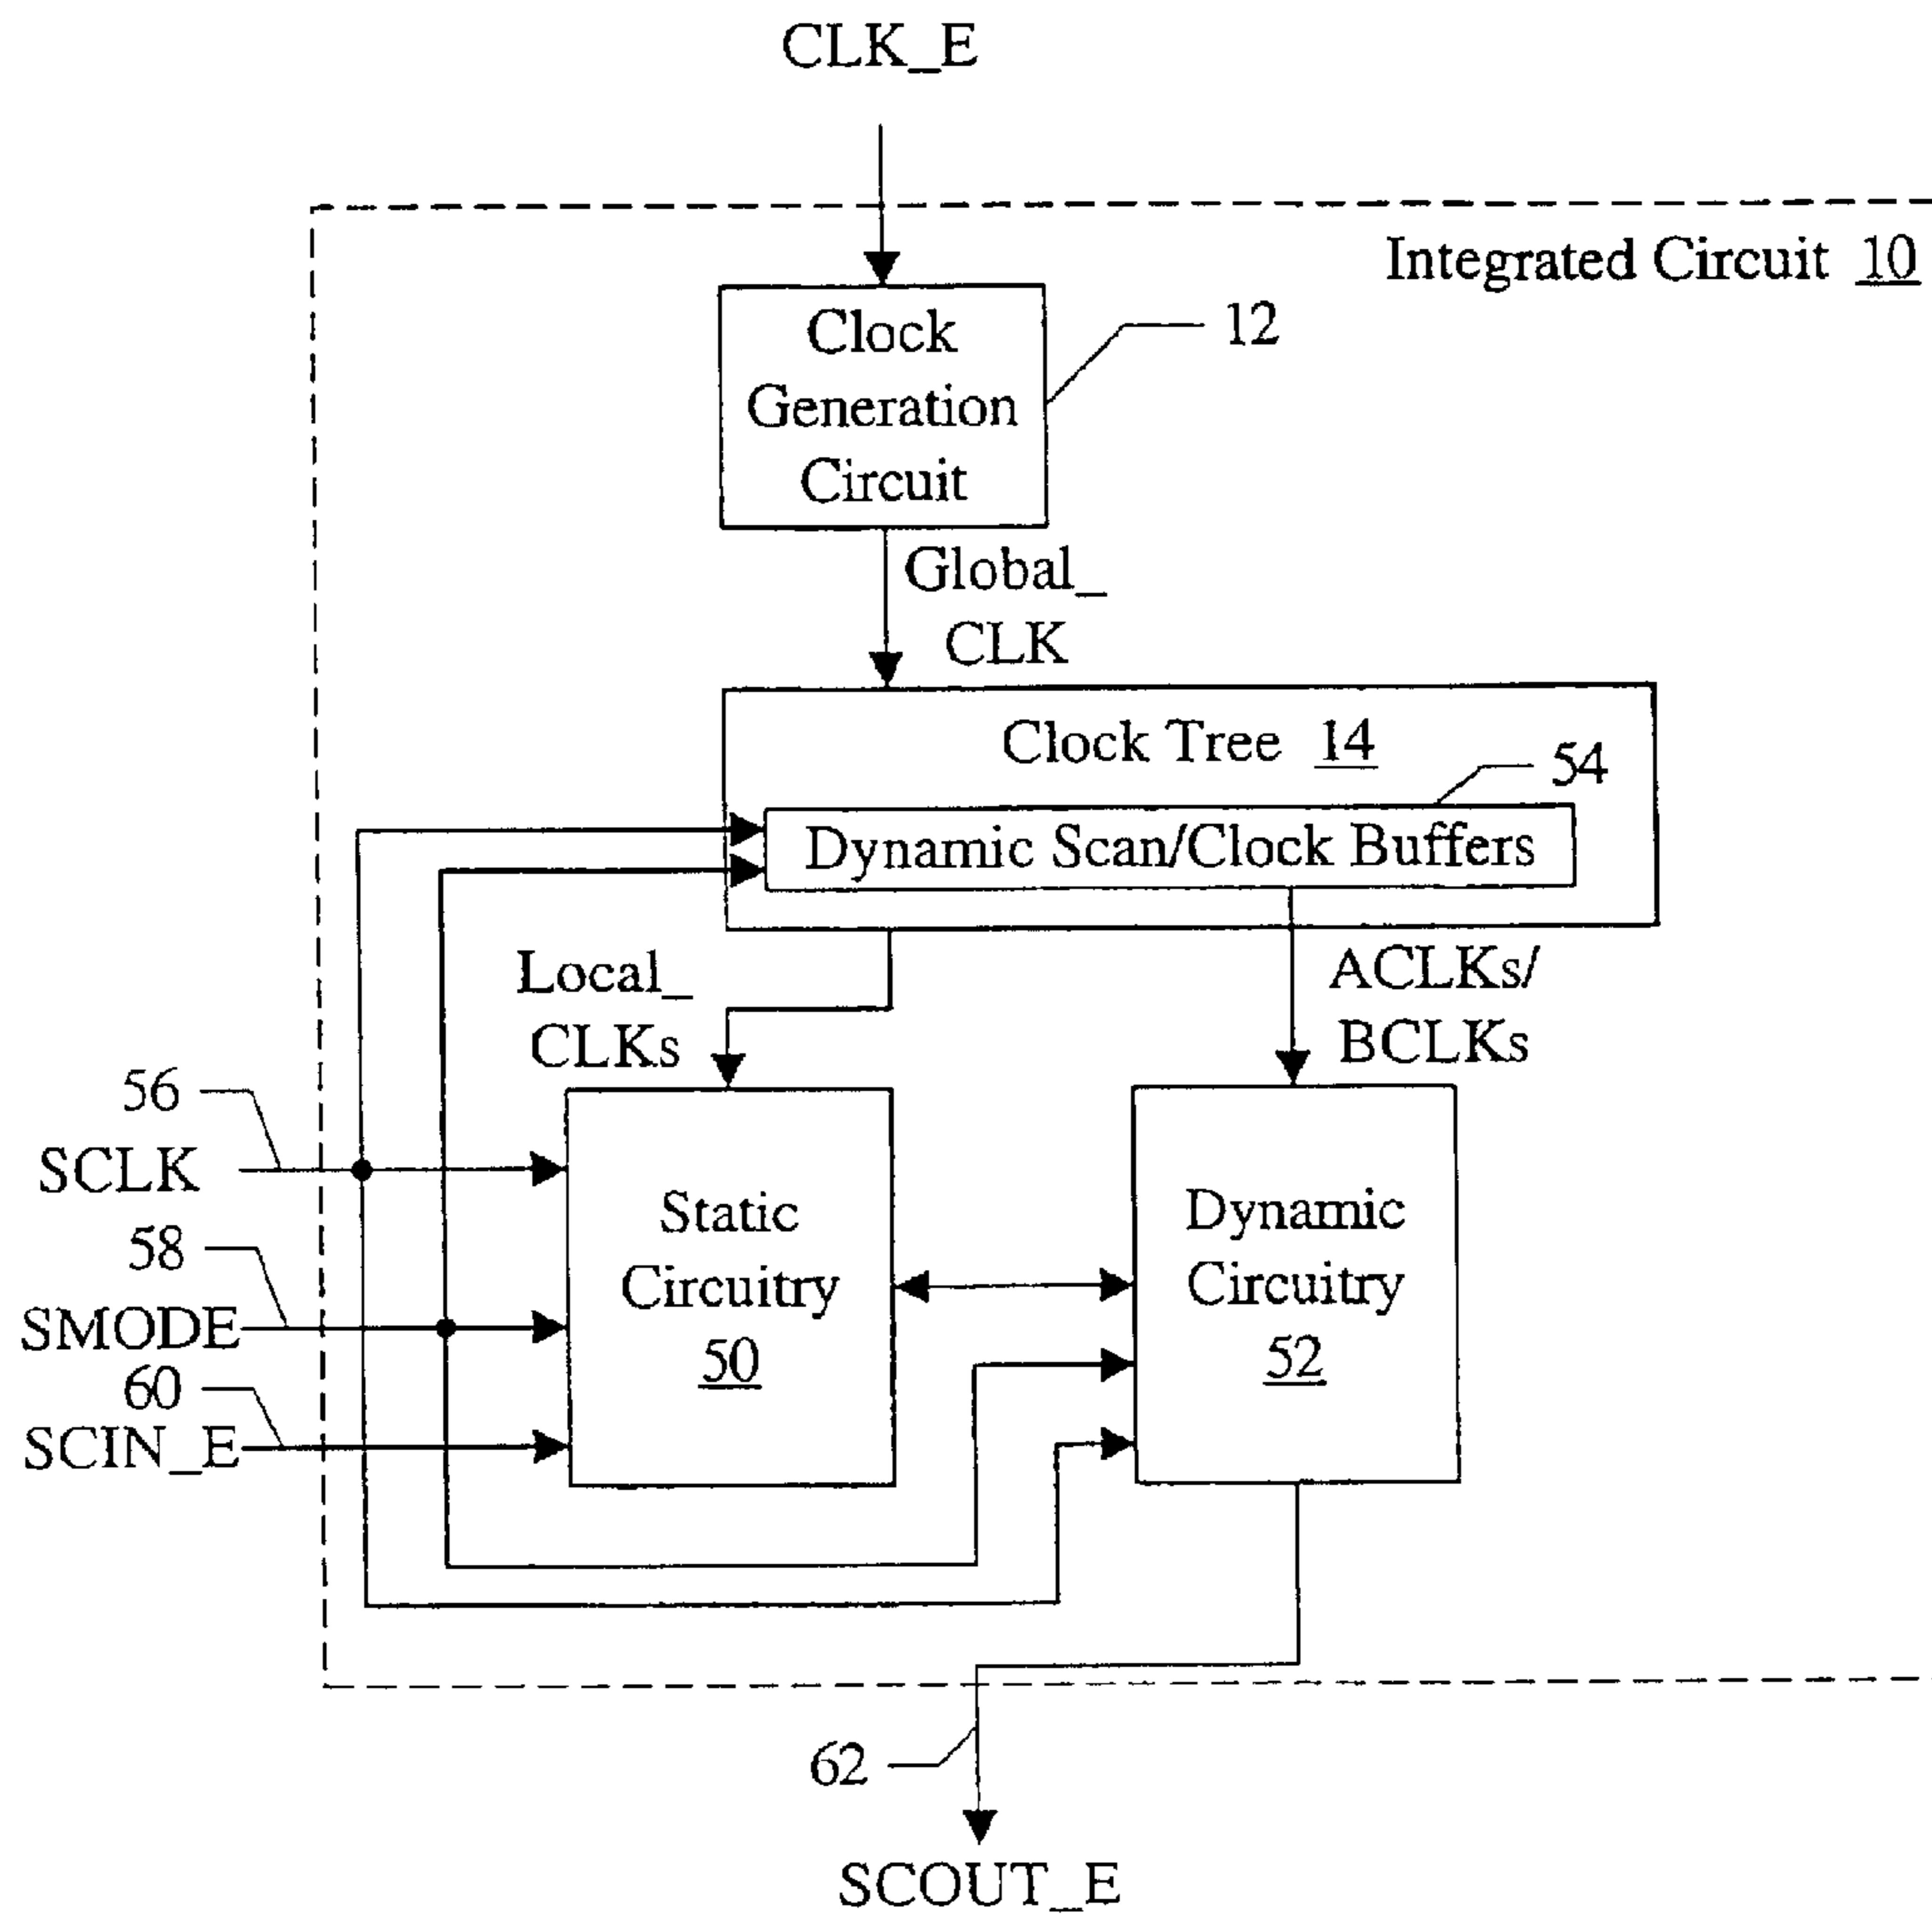 CLK_E
Integrated Circuit 10
Clock
Generation
Circuit
12
Global_
CLK
Clock Tree 14
54
Dynamic Scan/Clock Buffers
Local_
CLKs
ACLKs/
BCLKs
56
SCLK
58
SMODE
60
SCIN_E
Static
Circuitry
50
Dynamic
Circuitry
52
62
SCOUT_E